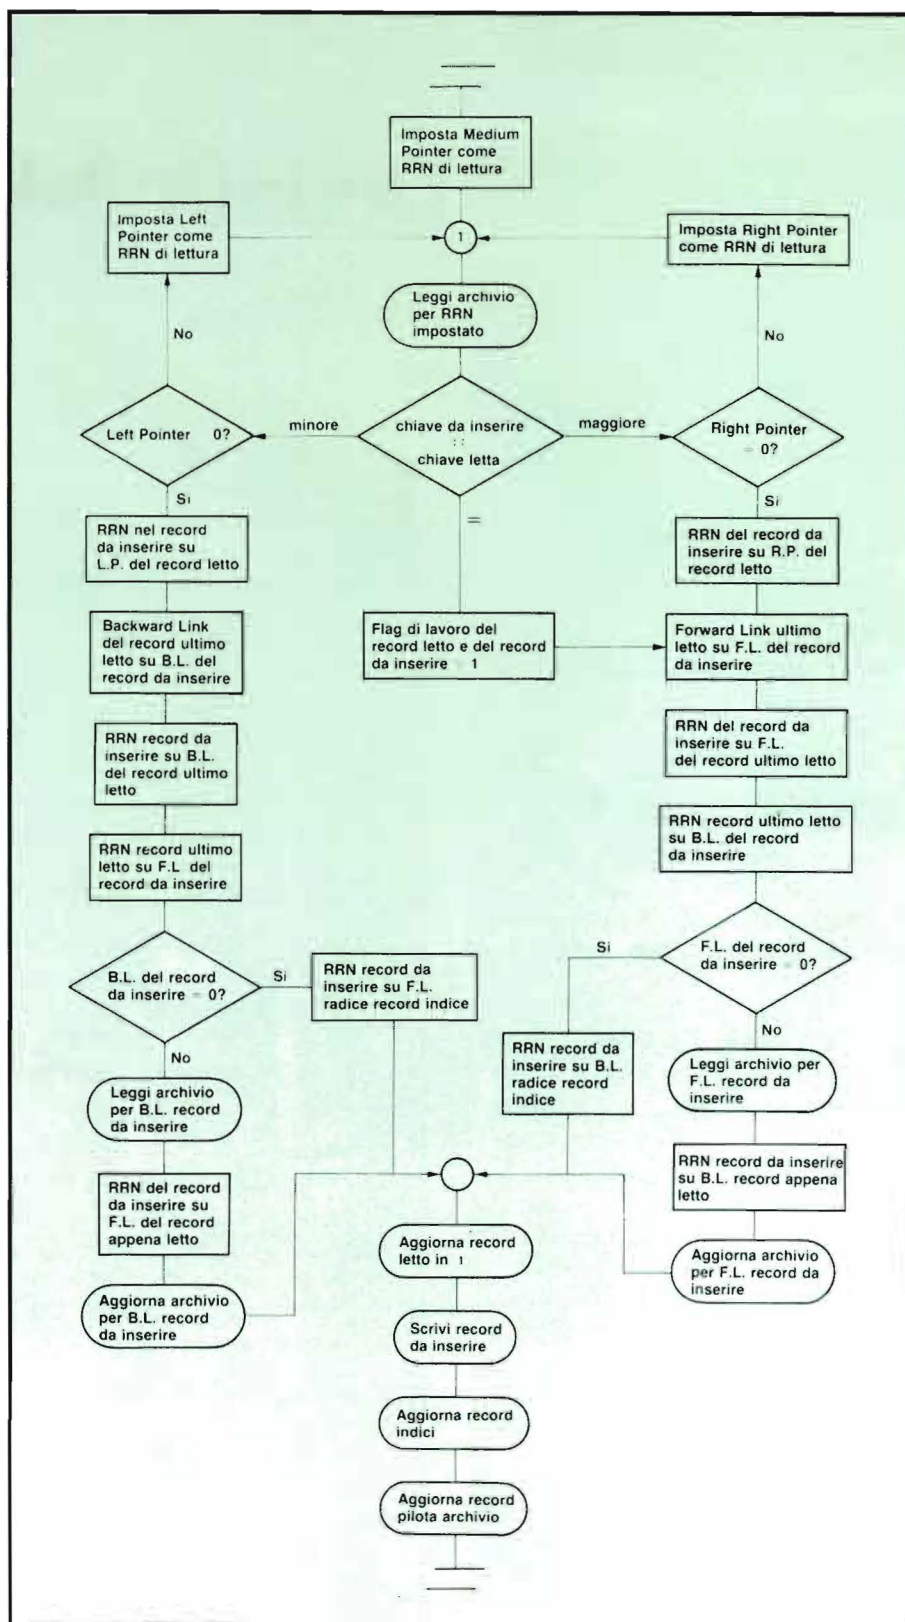 Imposta Medium
Pointer come
RRN di lettura
Imposta Left
Pointer come
RRN di lettura
1
Imposta Right Pointer
come RRN di lettura
Leggi archivio
per RRN
impostato
No
No
Left Pointer 0?
minore
chiave da inserire
::
chiave letta
maggiore
Right Pointer
= 0?
Si
=
Si
RRN nel record
da inserire su
L.P. del record letto
RRN del record da
inserire su R.P. del
record letto
Backward Link
del record ultimo
letto su B.L. del
record da inserire
Flag di lavoro del
record letto e del record
da inserire = 1
Forward Link ultimo
letto su F.L. del record
da inserire
RRN record da
inserire su B.L.
del record ultimo
letto
RRN del record da
inserire su F.L.
del record ultimo letto
RRN record ultimo
letto su F.L del
record da inserire
RRN record ultimo letto
su B.L. del record
da inserire
B.L. del record
da inserire = 0?
Si
RRN record da
inserire su F.L.
radice record indice
Si
F.L. del record
da inserire = 0?
No
No
RRN record da
inserire su B.L.
radice record
indice
Leggi archivio
per B.L. record
da inserire
Leggi archivio per
F.L. record da
inserire
RRN del record
da inserire su
F.L. del record
appena letto
RRN record da inserire
su B.L. record appena
letto
Aggiorna record
letto in 1
Aggiorna archivio
per F.L. record da
inserire
Aggiorna archivio
per B.L. record
da inserire
Scrivi record
da inserire
Aggiorna record
indici
Aggiorna record
pilota archivio